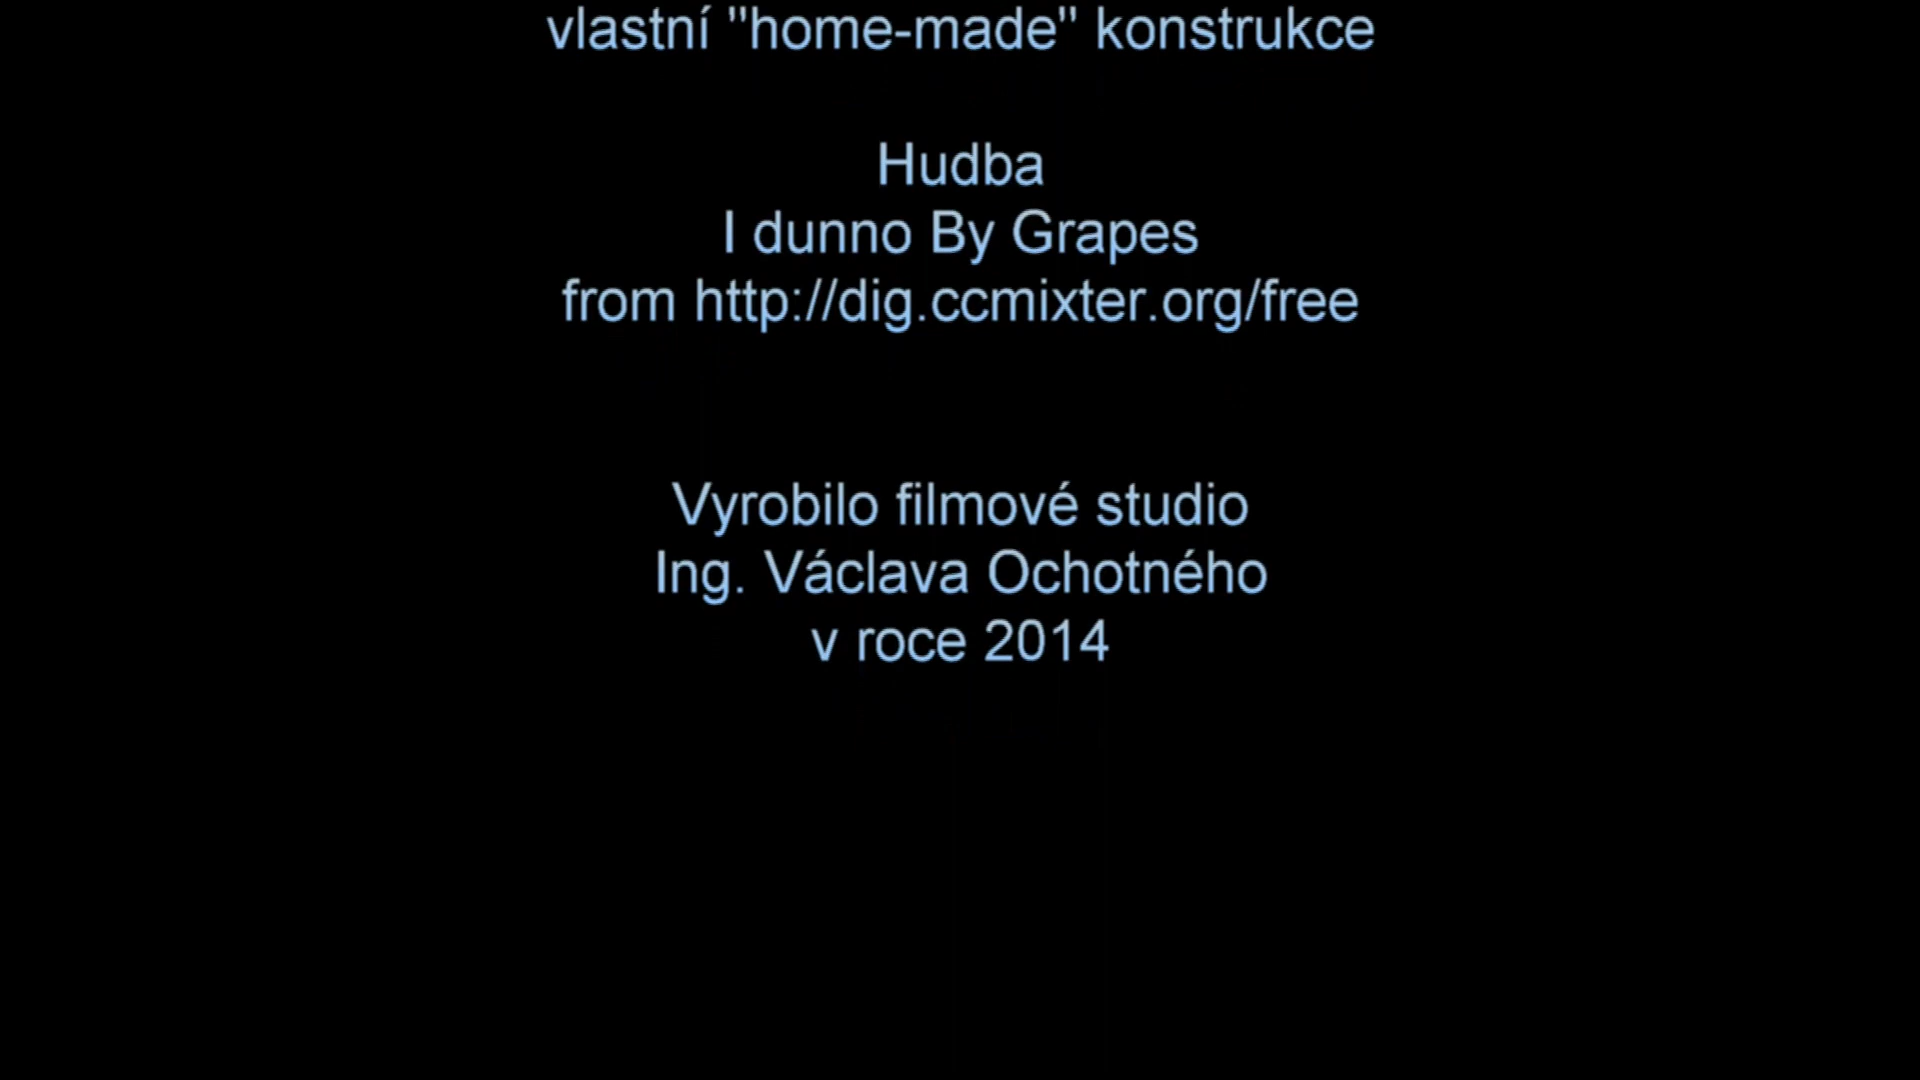 vlastní "home-made" konstrukce
Hudba
I dunno By Grapes
from http://dig.ccmixter.org/free
Vyrobilo filmové studio
Ing. Václava Ochotného
v roce 2014